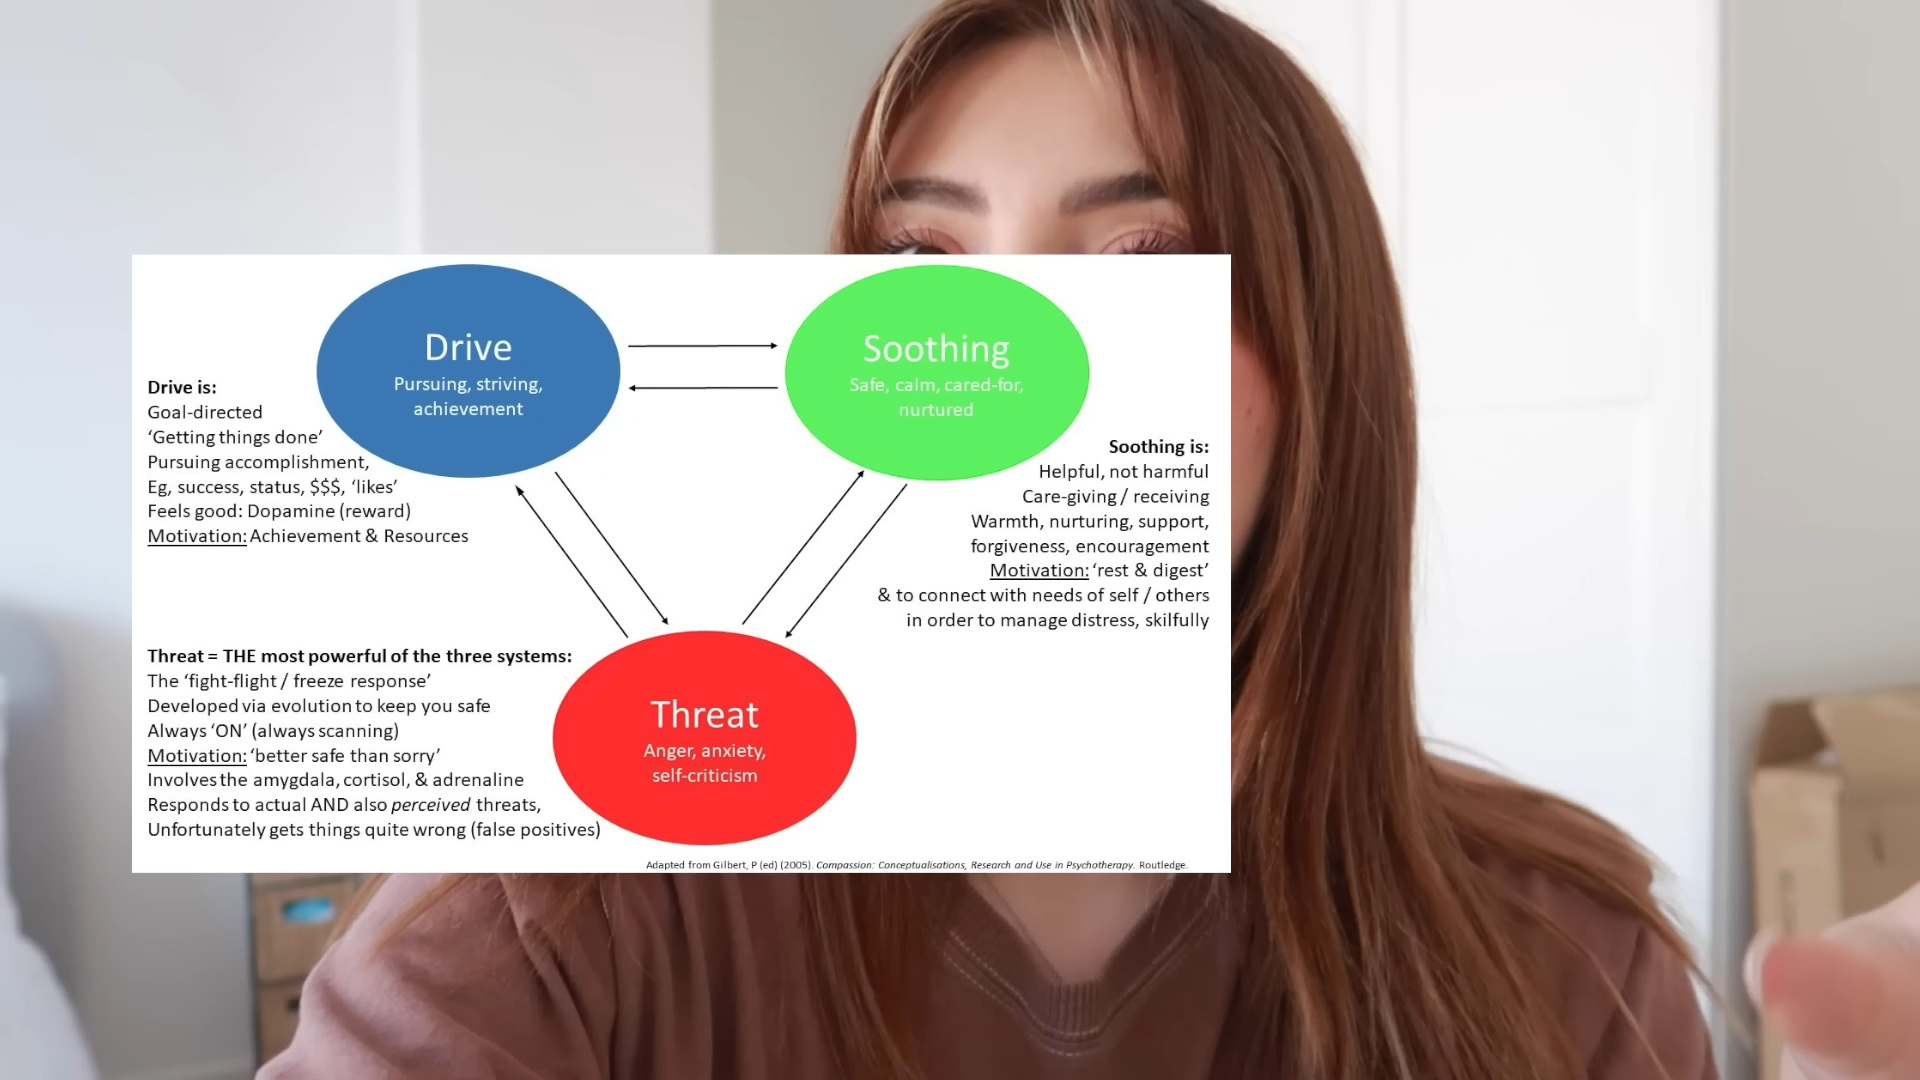 Drive
Pursuing, striving,
achievement
Soothing
Safe, calm, cared-for,
nurtured
Drive is:
Goal-directed
‘Getting things done’
Pursuing accomplishment,
Eg, success, status, $$$, ‘likes’
Feels good: Dopamine (reward)
Motivation: Achievement & Resources
Soothing is:
Helpful, not harmful
Care-giving / receiving
Warmth, nurturing, support,
forgiveness, encouragement
Motivation: ‘rest & digest’
& to connect with needs of self / others
in order to manage distress, skilfully
Threat = THE most powerful of the three systems:
The ‘fight-flight / freeze response’
Developed via evolution to keep you safe
Always ‘ON’ (always scanning)
Motivation: ‘better safe than sorry’
Involves the amygdala, cortisol, & adrenaline
Responds to actual AND also perceived threats,
Unfortunately gets things quite wrong (false positives)
Threat
Anger, anxiety,
self-criticism
Adapted from Gilbert, P (ed) (2005). Compassion: Conceptualisations, Research and Use in Psychotherapy. Routledge.